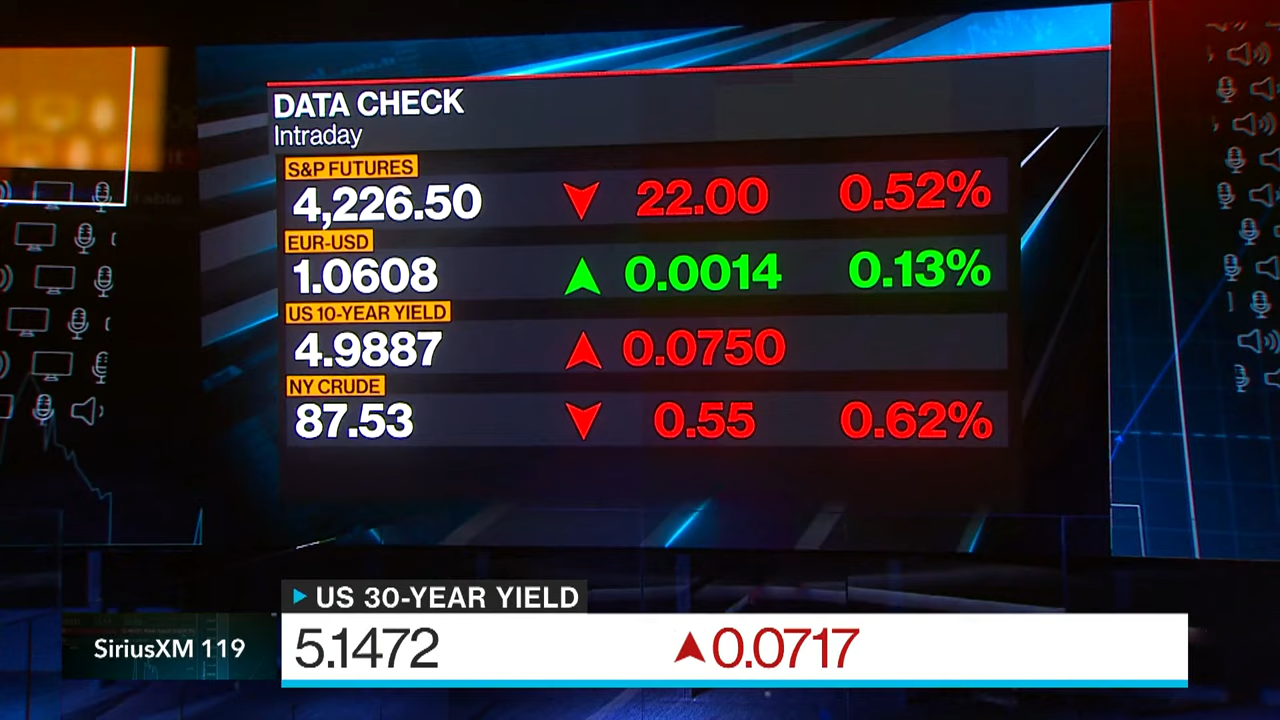 DATA CHECK
Intraday
S&P FUTURES
4,226.50 ▼ 22.00 0.52%
EUR-USD
1.0608 ▲ 0.0014 0.13%
US 10-YEAR YIELD
4.9887 ▲ 0.0750
NY CRUDE
87.53 ▼ 0.55 0.62%
US 30-YEAR YIELD
SiriusXM 119
5.1472 ▲ 0.0717